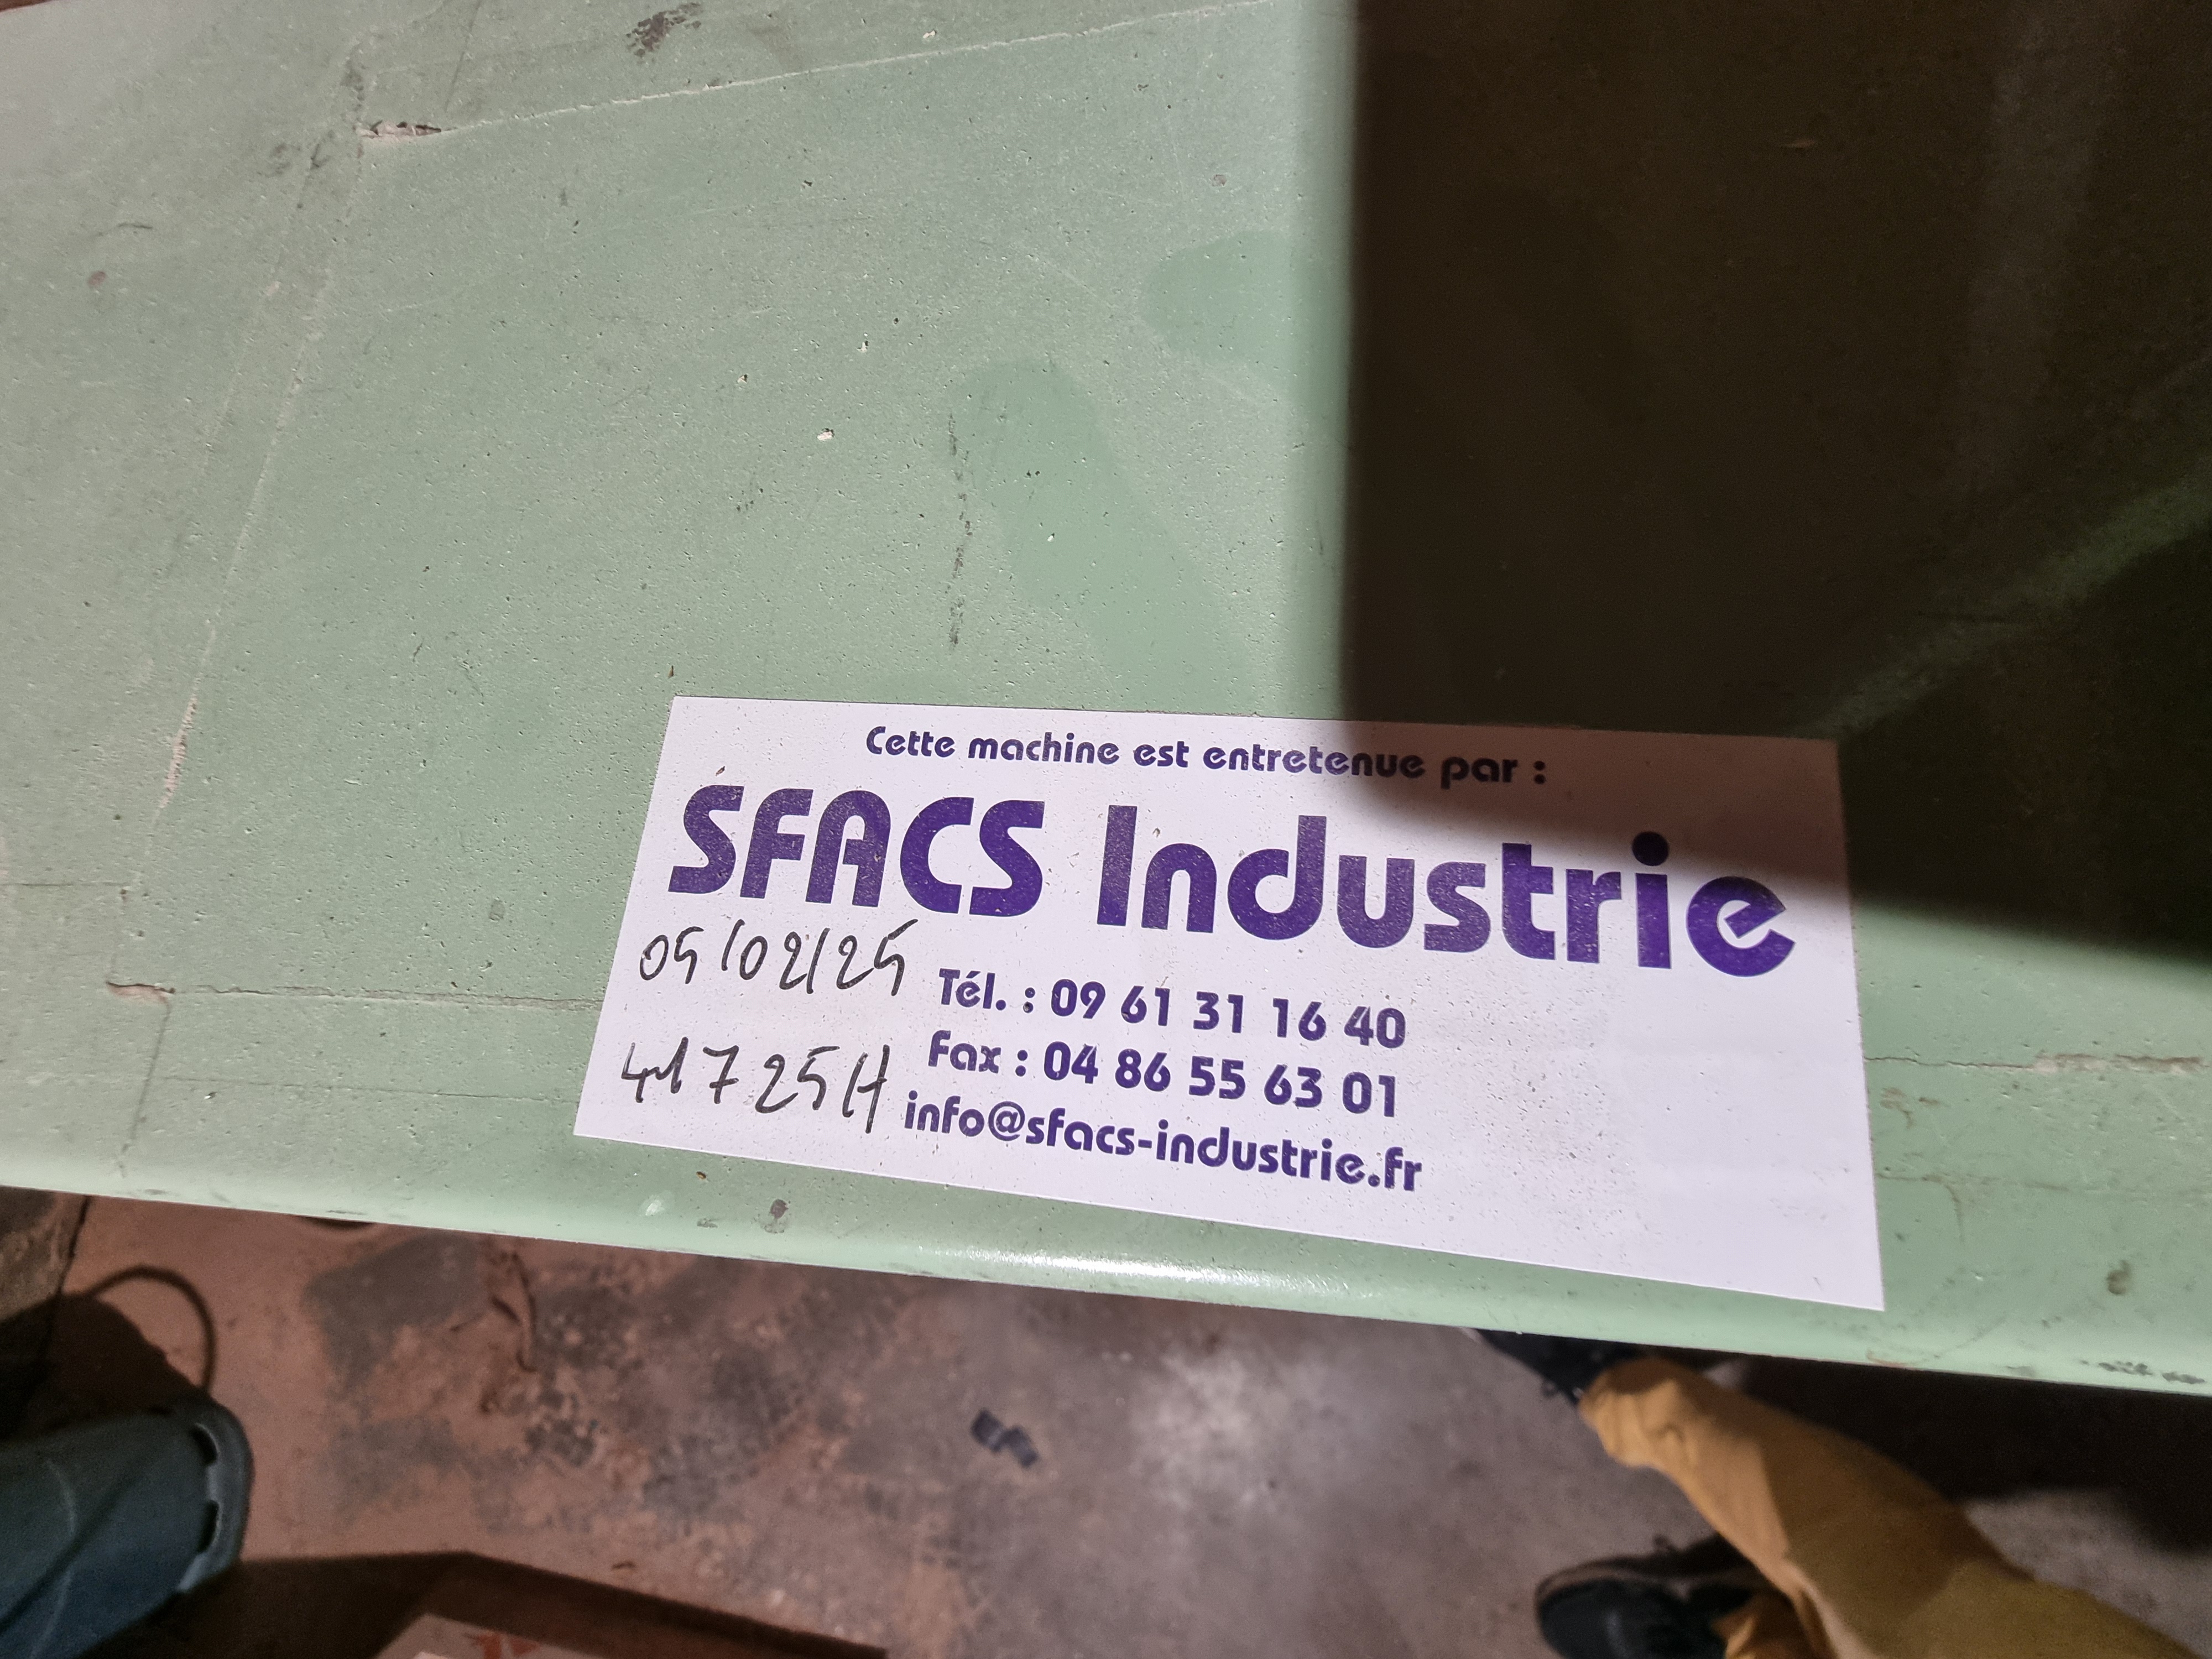 Cette machine est entretenue par :
SFACS Industrie
05/02/25
Tél. : 09 61 31 16 40
Fax : 04 86 55 63 01
41725H
info@sfacs-industrie.fr